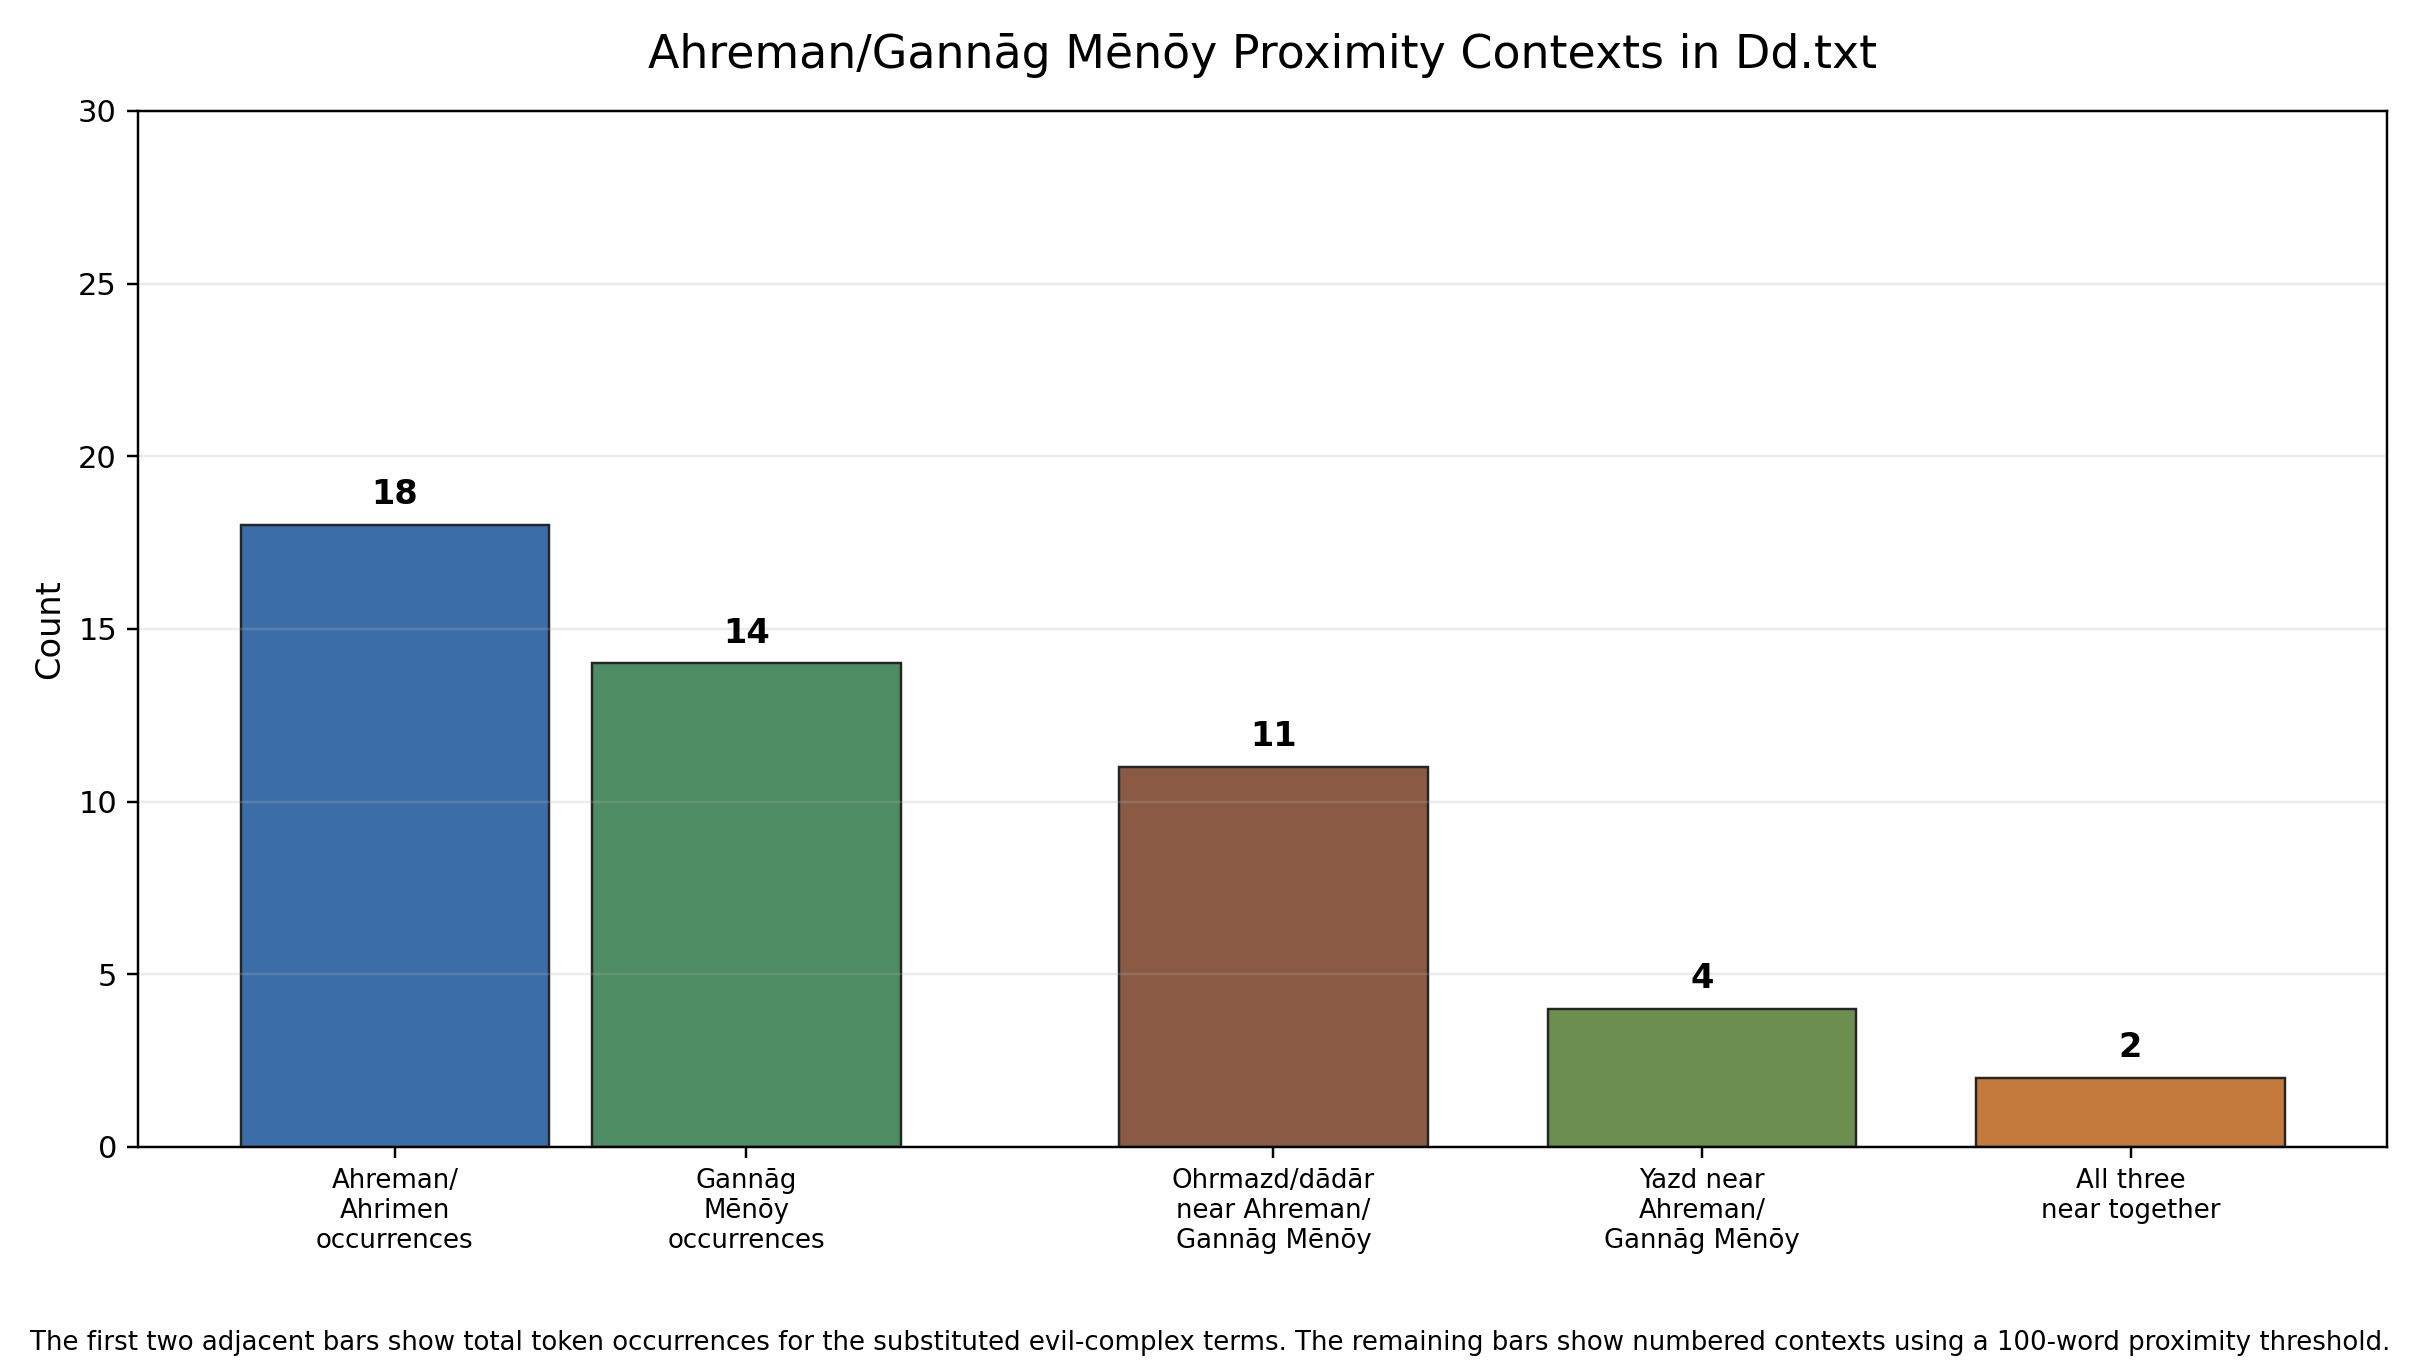 Ahreman/Gannāg Mēnōy Proximity Contexts in Dd.txt
Count
30
25
20
15
10
5
0
18
14
11
4
2
Ahreman/
Ahrimen
occurrences
Gannāg
Mēnōy
occurrences
Ohrmazd/dādār
near Ahreman/
Gannāg Mēnōy
Yazd near
Ahreman/
Gannāg Mēnōy
All three
near together
The first two adjacent bars show total token occurrences for the substituted evil-complex terms. The remaining bars show numbered contexts using a 100-word proximity threshold.